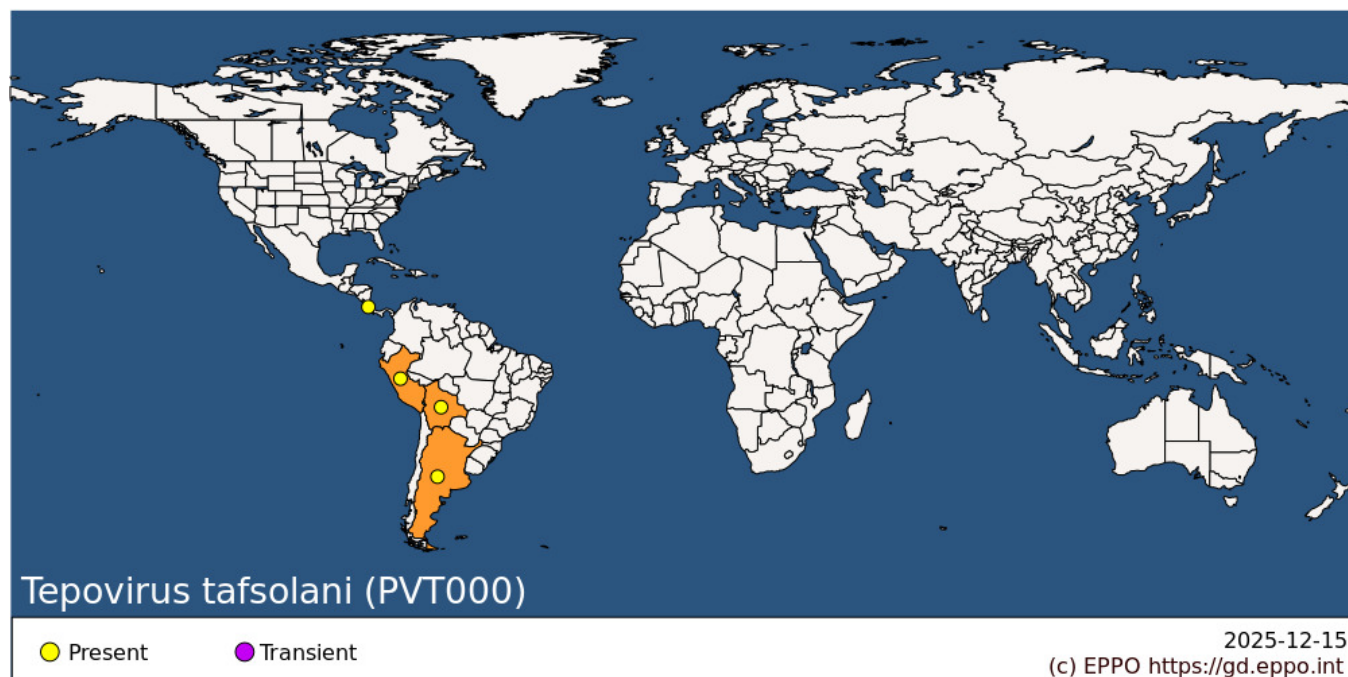 Tepovirus tafsolani (PVT000)
Present
Transient
2025-12-15
(c) EPPO https://gd.eppo.int